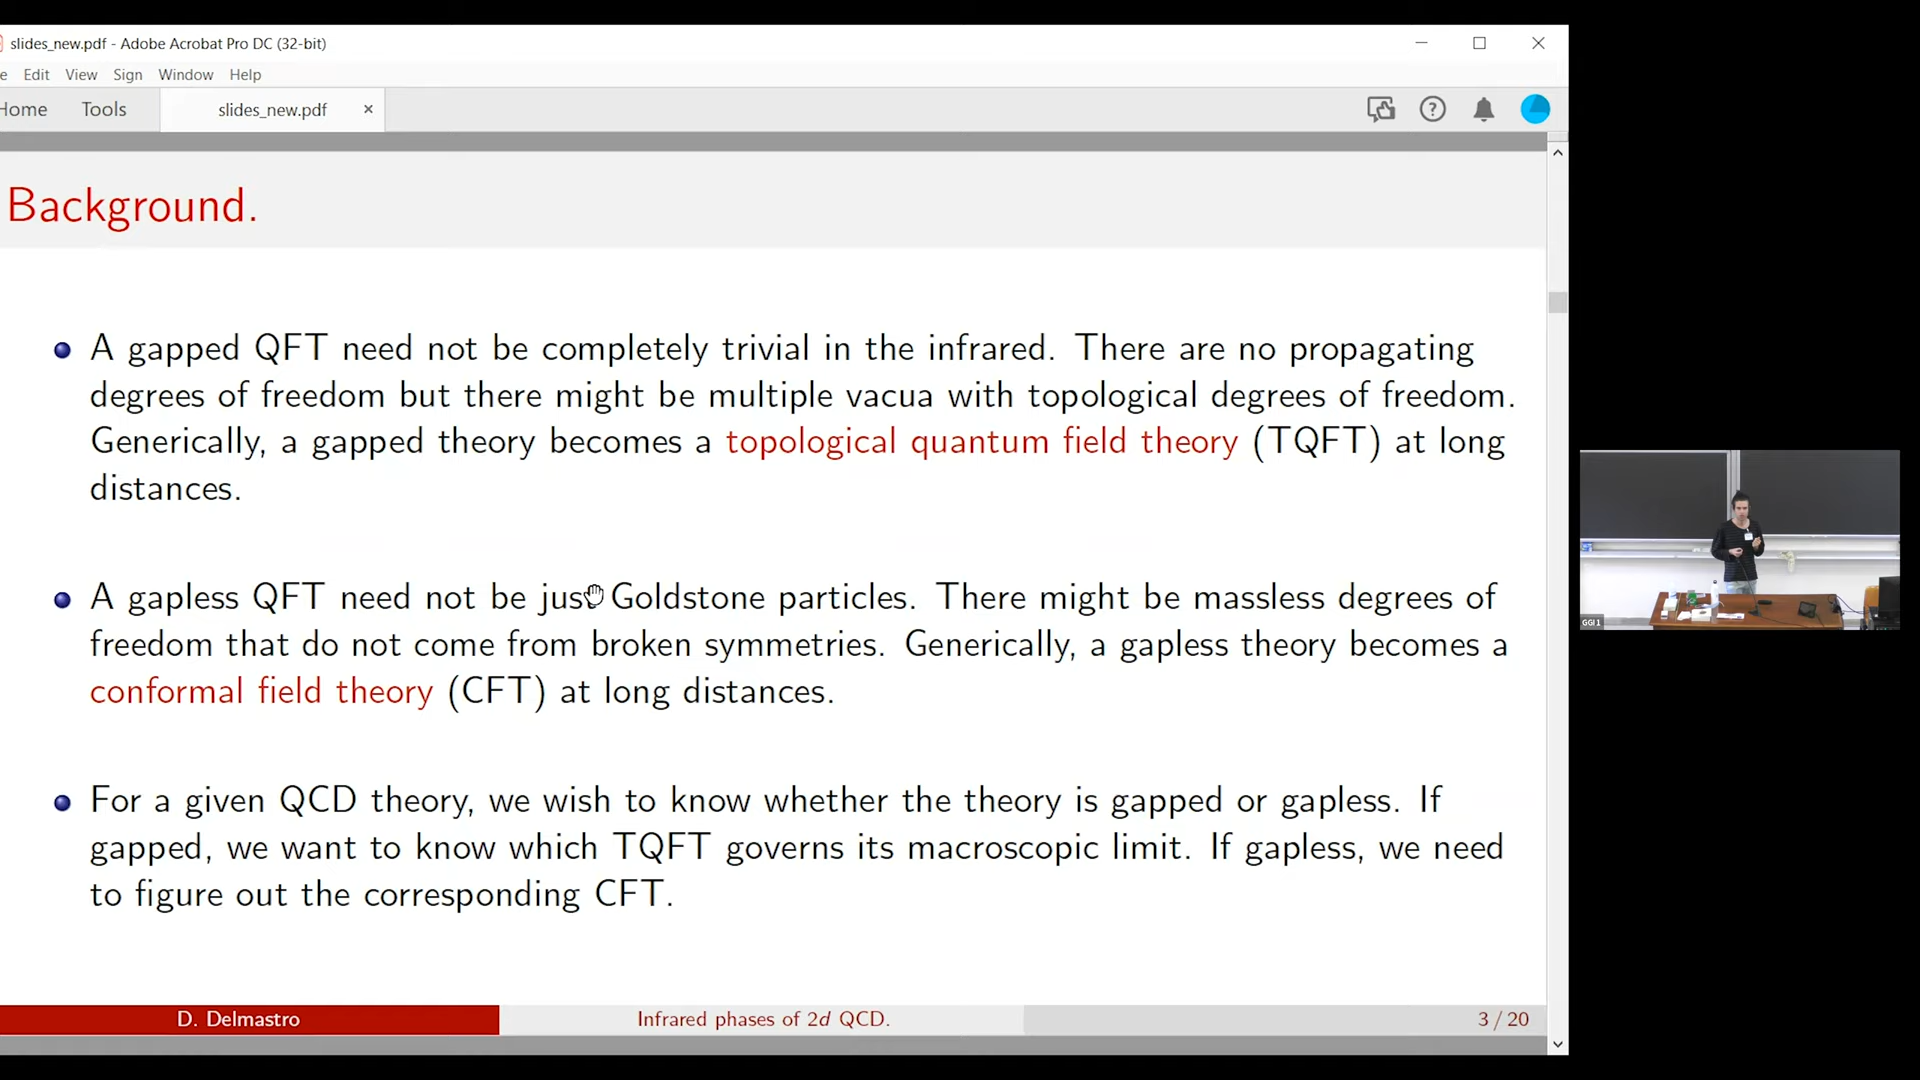 slides_new.pdf - Adobe Acrobat Pro DC (32-bit)
e Edit View Sign Window Help
Home Tools slides_new.pdf ×
Background.
A gapped QFT need not be completely trivial in the infrared. There are no propagating
degrees of freedom but there might be multiple vacua with topological degrees of freedom.
Generically, a gapped theory becomes a topological quantum field theory (TQFT) at long
distances.
A gapless QFT need not be just Goldstone particles. There might be massless degrees of
freedom that do not come from broken symmetries. Generically, a gapless theory becomes a
conformal field theory (CFT) at long distances.
For a given QCD theory, we wish to know whether the theory is gapped or gapless. If
gapped, we want to know which TQFT governs its macroscopic limit. If gapless, we need
to figure out the corresponding CFT.
D. Delmastro Infrared phases of 2d QCD. 3 / 20
GGI 1